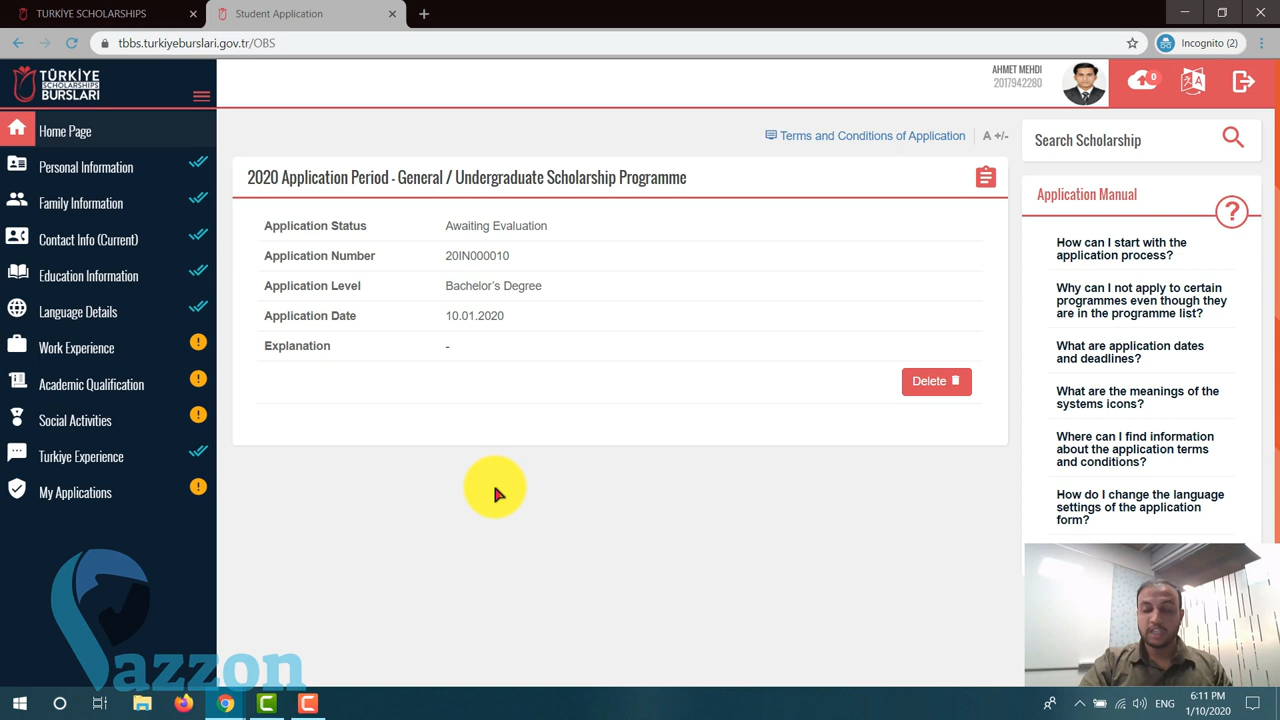 TURKİYE SCHOLARSHIPS
Student Application
tbbs.turkiyeburslari.gov.tr/OBS
Incognito (2)
TÜRKİYE
SCHOLARSHIPS
BURSLARI
AHMET MEHDI
2017942280
0
Home Page
Personal Information
Family Information
Contact Info (Current)
Education Information
Language Details
Work Experience
Academic Qualification
Social Activities
Turkiye Experience
My Applications
Terms and Conditions of Application
A +/-
2020 Application Period - General / Undergraduate Scholarship Programme
Application Status Awaiting Evaluation
Application Number 20IN000010
Application Level Bachelor's Degree
Application Date 10.01.2020
Explanation -
Delete
Search Scholarship
Application Manual
?
How can I start with the
application process?
Why can I not apply to certain
programmes even though they
are in the programme list?
What are application dates
and deadlines?
What are the meanings of the
systems icons?
Where can I find information
about the application terms
and conditions?
How do I change the language
settings of the application
form?
azzon
ENG
6:11 PM
1/10/2020